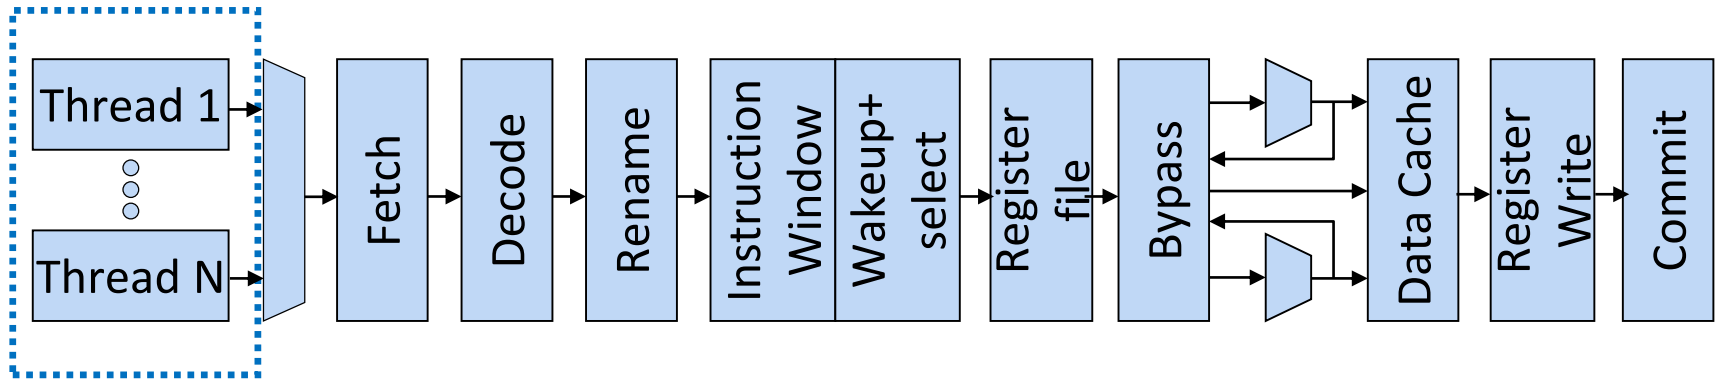 Thread 1
Thread N
Fetch
Decode
Rename
Instruction
Window
Wakeup+
select
Register
file
Bypass
Data Cache
Register
Write
Commit